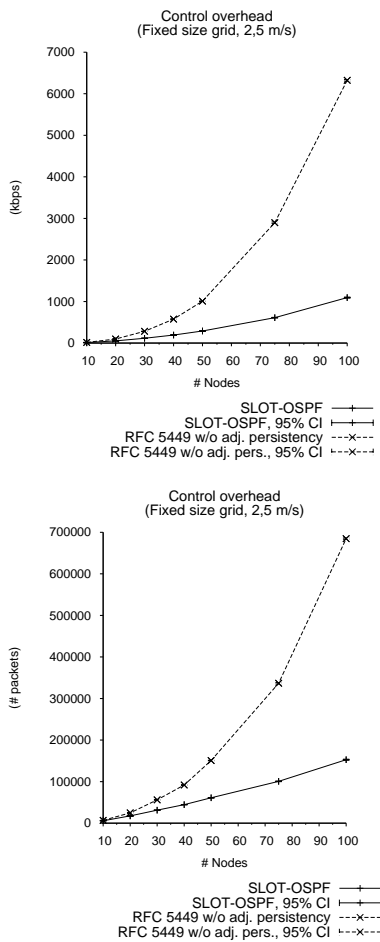 Control overhead
(Fixed size grid, 2,5 m/s)
7000
6000
5000
4000
3000
2000
1000
0
(kbps)
10 20 30 40 50 60 70 80 90 100
# Nodes
SLOT-OSPF
SLOT-OSPF, 95% CI
RFC 5449 w/o adj. persistency
RFC 5449 w/o adj. pers., 95% CI
Control overhead
(Fixed size grid, 2,5 m/s)
700000
600000
500000
400000
300000
200000
100000
0
(# packets)
10 20 30 40 50 60 70 80 90 100
# Nodes
SLOT-OSPF
SLOT-OSPF, 95% CI
RFC 5449 w/o adj. persistency
RFC 5449 w/o adj. pers., 95% CI